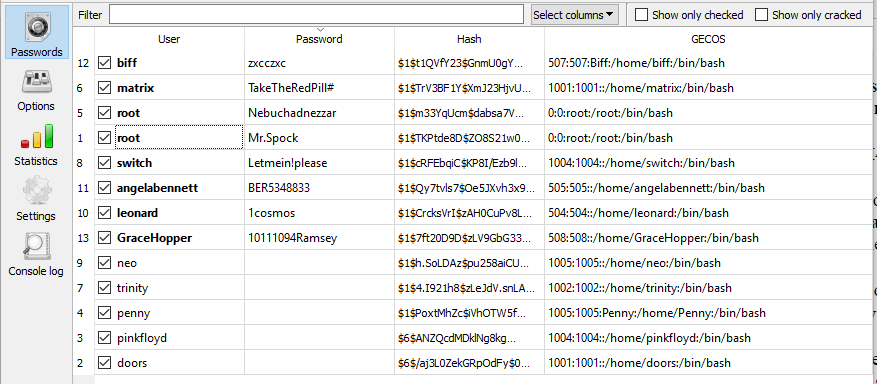 Filter Select columns Show only checked Show only cracked
Passwords
Options
Statistics
Settings
Console log
User Password Hash GECOS
12 biff zxcczxc $1$t1QVfY23$GnmU0gY... 507:507:Biff:/home/biff:/bin/bash
6 matrix TakeTheRedPill# $1$TrV3BF1Y$XmJ23HjvU... 1001:1001::/home/matrix:/bin/bash
5 root Nebuchadnezzar $1$m33YqUcm$dabsa7V... 0:0:root:/root:/bin/bash
1 root Mr.Spock $1$TKPtde8D$ZO8S21w0... 0:0:root:/root:/bin/bash
8 switch Letmein!please $1$cRFEbqiC$KP8I/Ezb9l... 1004:1004::/home/switch:/bin/bash
11 angelabennett BER5348833 $1$Qy7tvls7$Oe5JXvh3x9... 505:505::/home/angelabennett:/bin/bash
10 leonard 1cosmos $1$CrcksVrI$zAH0CuPv8L... 504:504::/home/leonard:/bin/bash
13 GraceHopper 10111094Ramsey $1$7ft20D9D$zLV9GbG33... 508:508::/home/GraceHopper:/bin/bash
9 neo $1$h.SoLDAz$pu258aiCU... 1005:1005::/home/neo:/bin/bash
7 trinity $1$4.I921h8$zLeJdV.snLA... 1002:1002::/home/trinity:/bin/bash
4 penny $1$PoxtMhZc$iVhOTW5f... 1005:1005:Penny:/home/Penny:/bin/bash
3 pinkfloyd $6$ANZQcdMDklNg8kg... 1004:1004::/home/pinkfloyd:/bin/bash
2 doors $6$/aj3L0ZekGRpOdFy$0... 1001:1001::/home/doors:/bin/bash